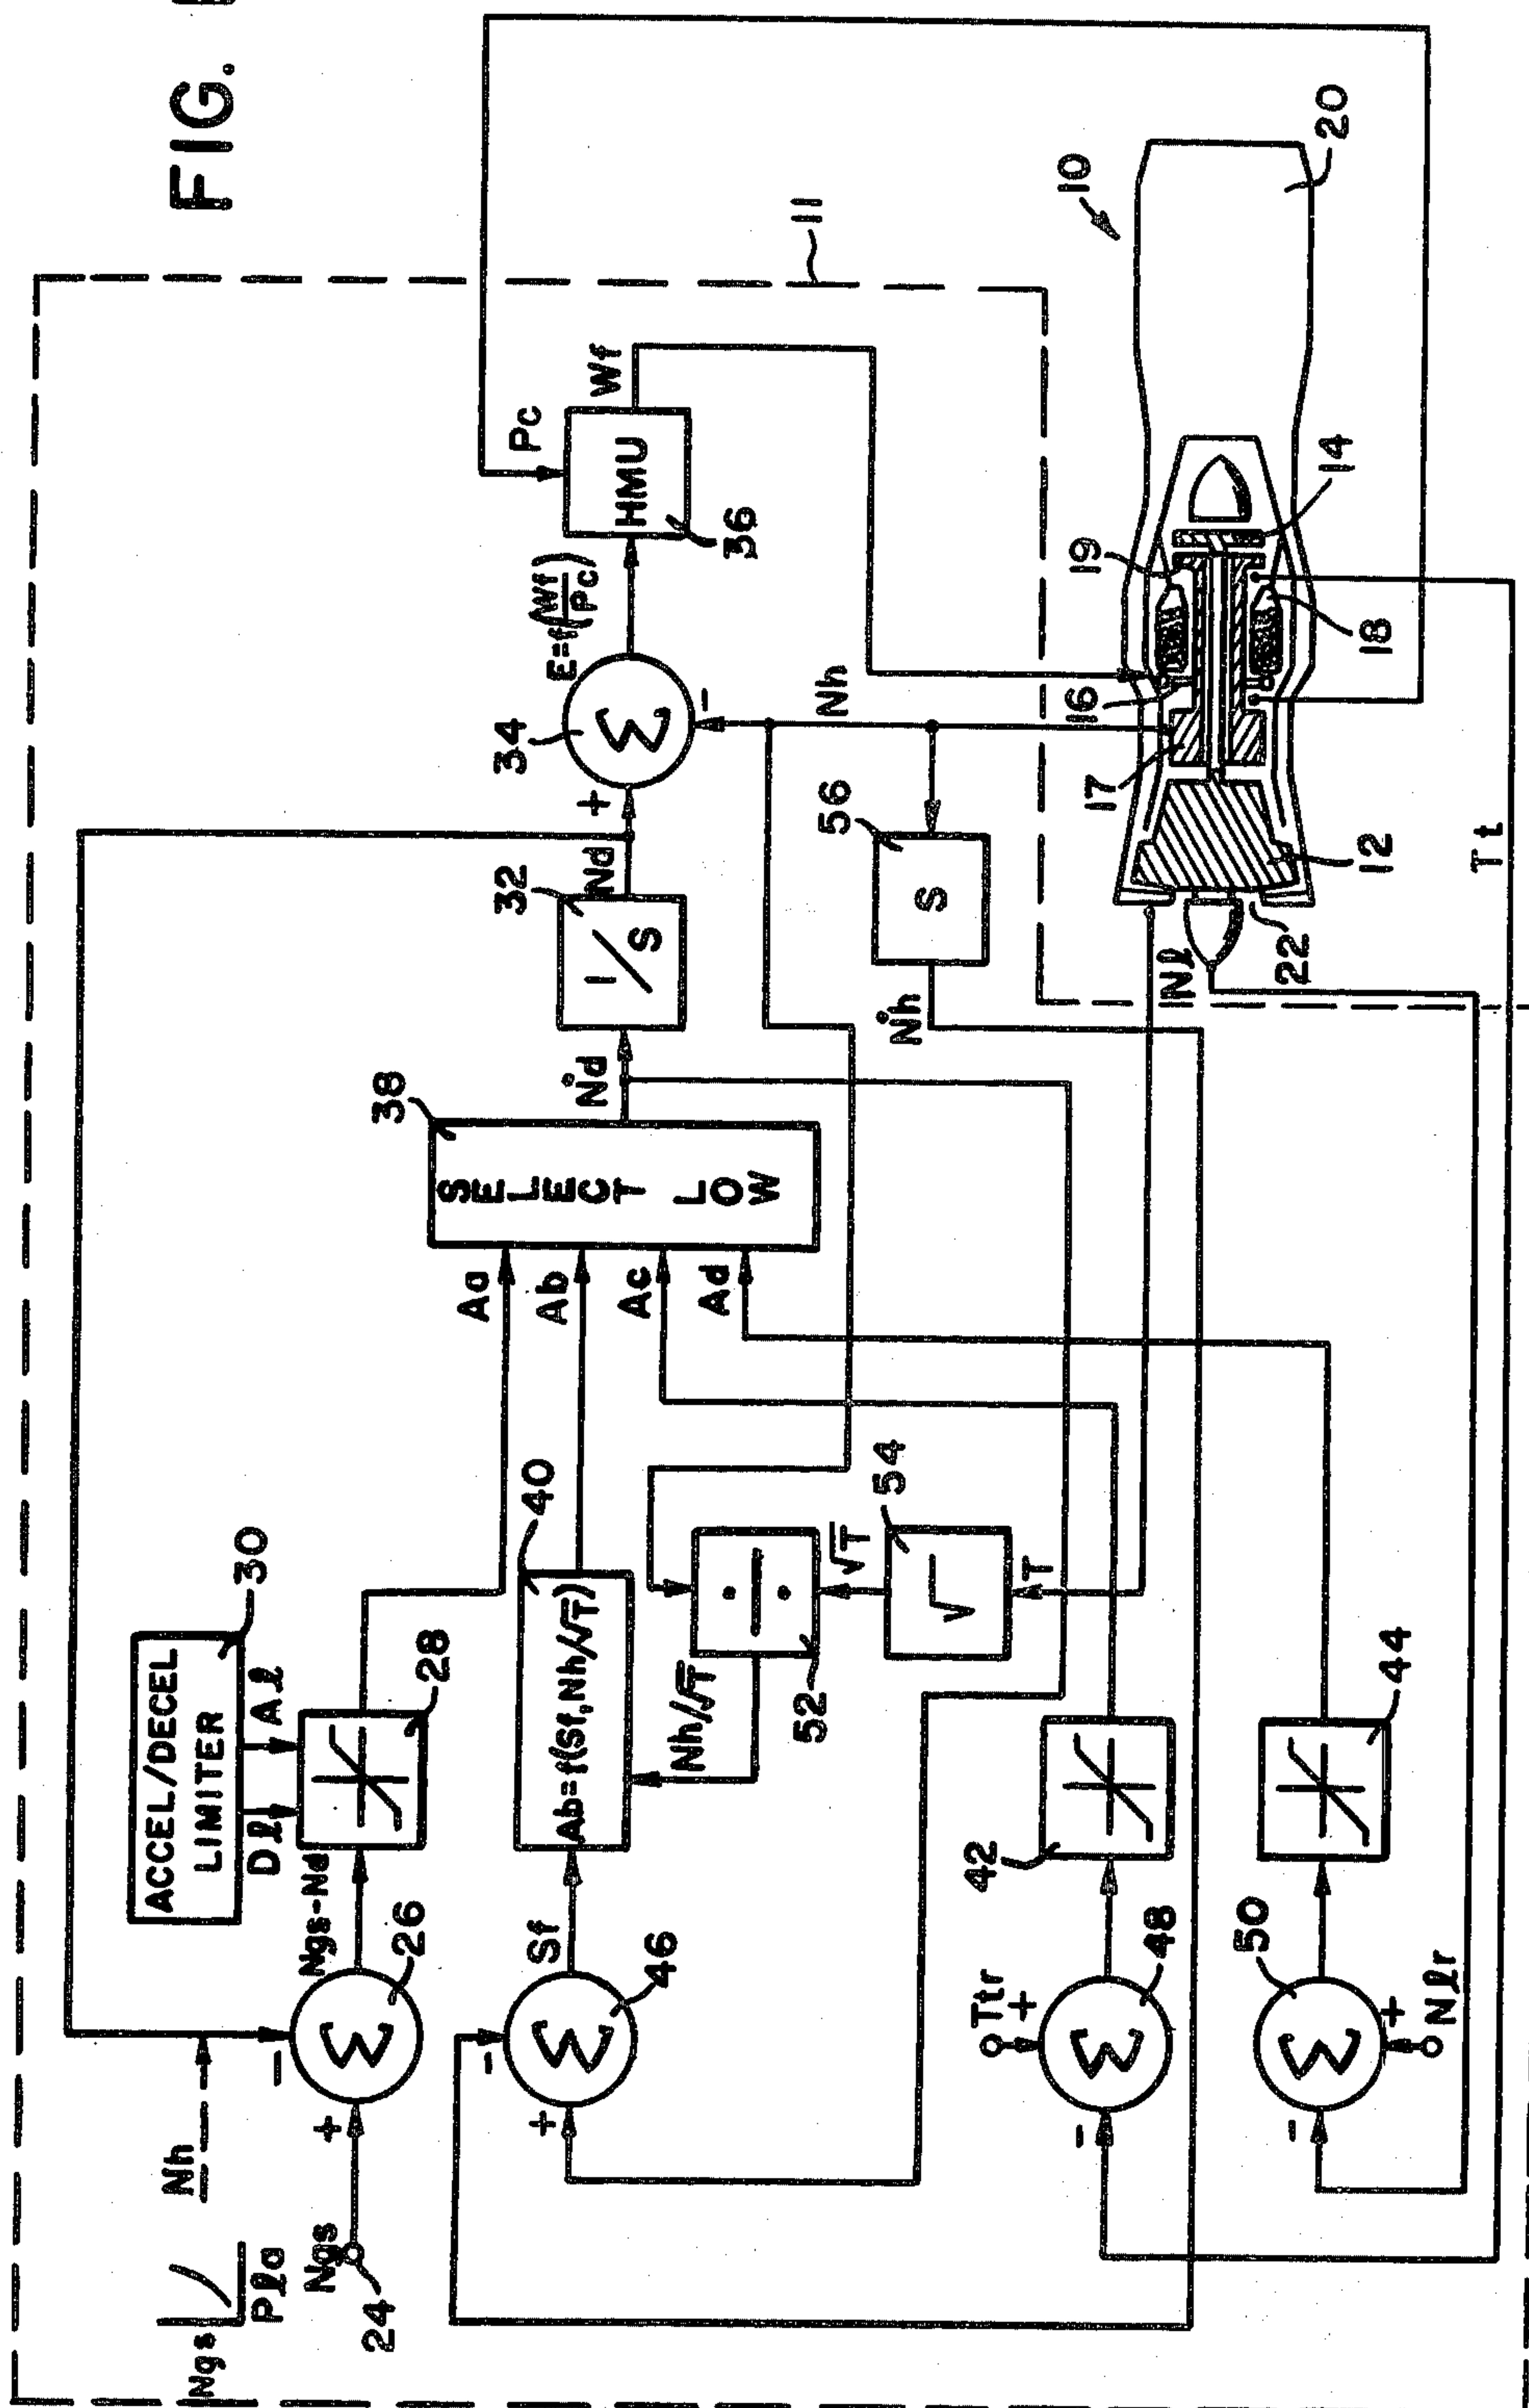 FIG.
11
Nh
Ngs
Pla
Ngs
24
ACCEL/DECEL
LIMITER
30
Dl
Al
28
Ngs-Nd
26
+
-
Aa
Ab
Ac
Ad
38
SELECT LOW
Ṅd
32
1/S
Nd
+
34
Σ
-
E=f(Wf/Pc)
Pc
HMU
36
Wf
Sf
46
Σ
+
-
40
Ab=f(Sf,Nh/√T)
Nh/√T
52
÷
√T
54
√
T
Nh
56
S
Ṅh
Ttr
+
-
Σ
48
42
50
Σ
-
+
Nlr
44
Nl
Tt
10
12
14
16
17
18
19
20
22